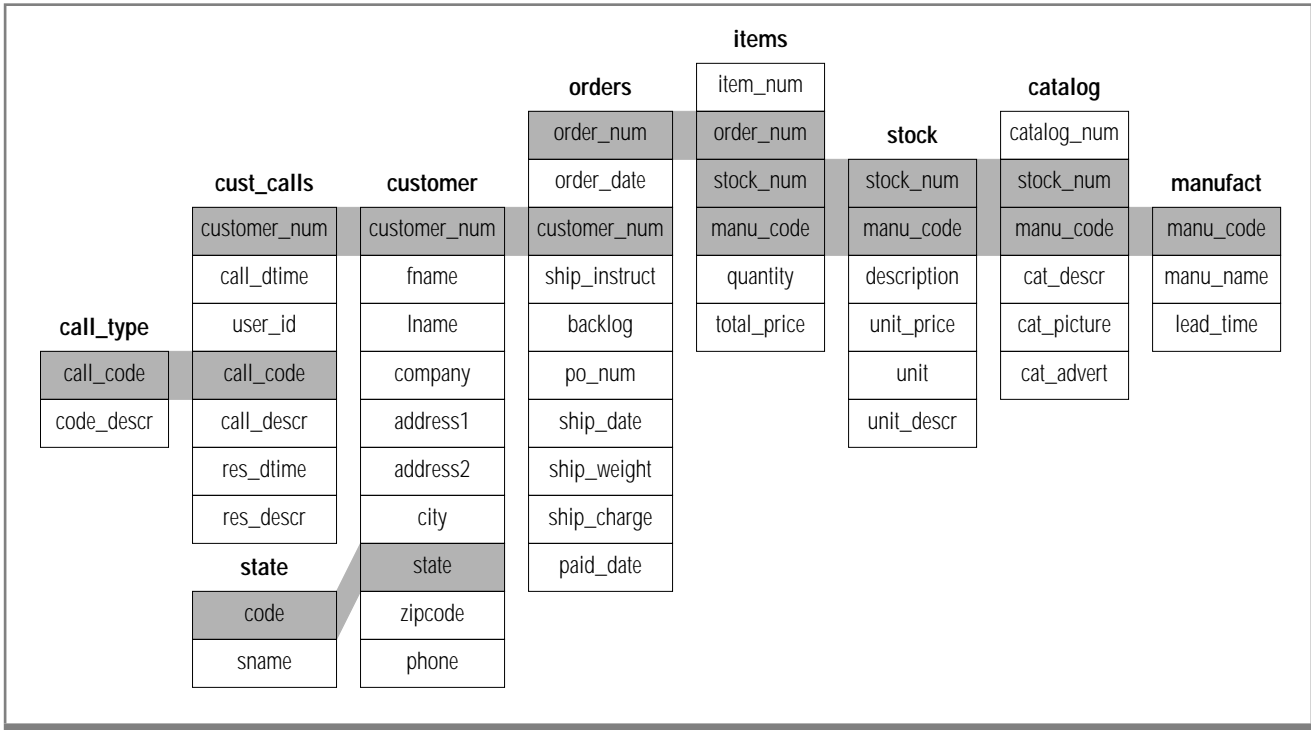 call_type
call_code
code_descr
cust_calls
customer_num
call_dtime
user_id
call_code
call_descr
res_dtime
res_descr
state
code
sname
customer
customer_num
fname
lname
company
address1
address2
city
state
zipcode
phone
orders
order_num
order_date
customer_num
ship_instruct
backlog
po_num
ship_date
ship_weight
ship_charge
paid_date
items
item_num
order_num
stock_num
manu_code
quantity
total_price
stock
stock_num
manu_code
description
unit_price
unit
unit_descr
catalog
catalog_num
stock_num
manu_code
cat_descr
cat_picture
cat_advert
manufact
manu_code
manu_name
lead_time